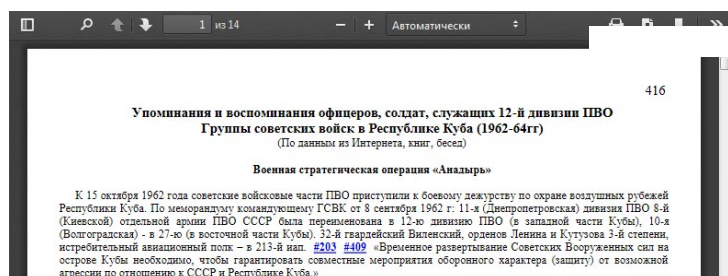 1 из 14
Автоматически
416
Упоминания и воспоминания офицеров, солдат, служащих 12-й дивизии ПВО
Группы советских войск в Республике Куба (1962-64гг)
(По данным из Интернета, книг, бесед)
Военная стратегическая операция «Анадырь»
К 15 октября 1962 года советские войсковые части ПВО приступили к боевому дежурству по охране воздушных рубежей
Республики Куба. По меморандуму командующему ГСВК от 8 сентября 1962 г: 11-я (Днепропетровская) дивизия ПВО 8-й
(Киевской) отдельной армии ПВО СССР была переименована в 12-ю дивизию ПВО (в западной части Кубы), 10-я
(Волгоградская) - в 27-ю (в восточной части Кубы). 32-й гвардейский Виленский, орденов Ленина и Кутузова 3-й степени,
истребительный авиационный полк – в 213-й иап. #203 #409 «Временное развертывание Советских Вооруженных сил на
острове Кубы необходимо, чтобы гарантировать совместные мероприятия оборонного характера (защиту) от возможной
агрессии по отношению к СССР и Республике Куба.»